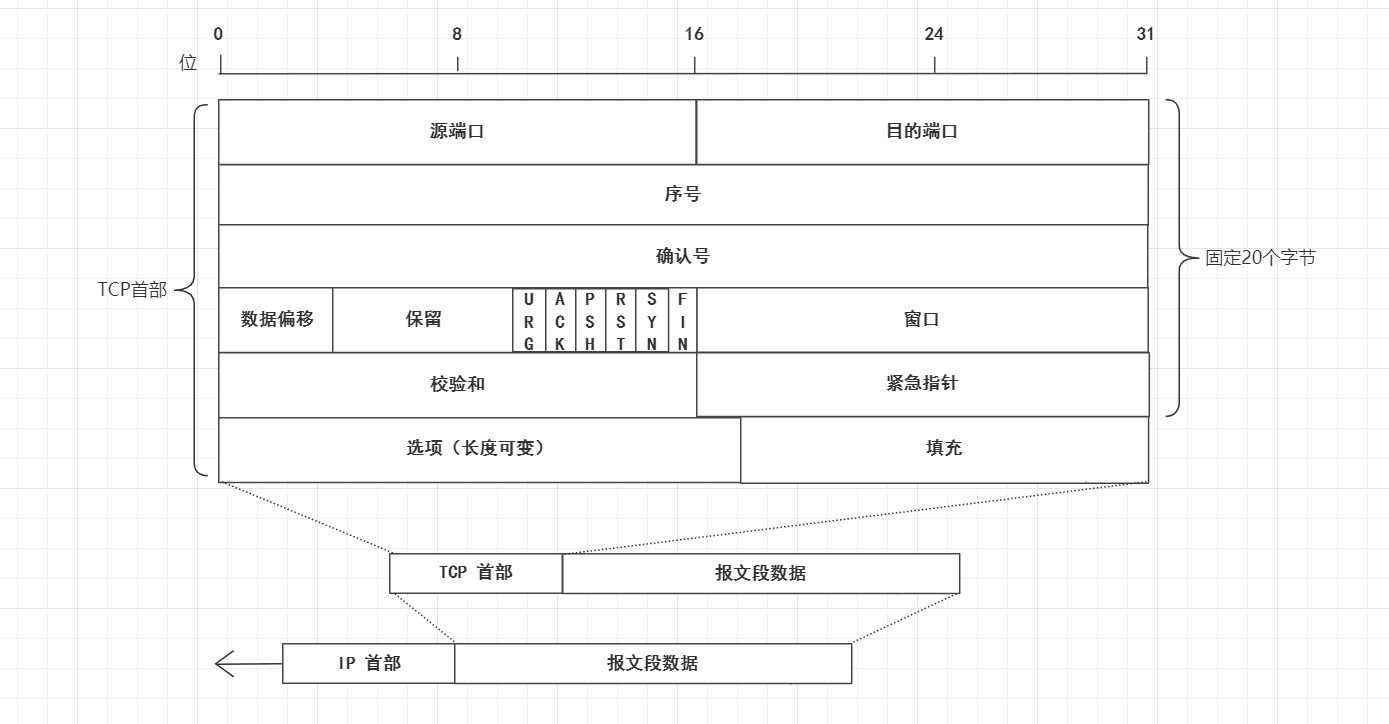 0 8 16 24 31
位
源端口 目的端口
序号
确认号
TCP首部
固定20个字节
数据偏移 保留 URG ACK PSH RST SYN FIN 窗口
校验和 紧急指针
选项（长度可变） 填充
TCP 首部 报文段数据
IP 首部 报文段数据